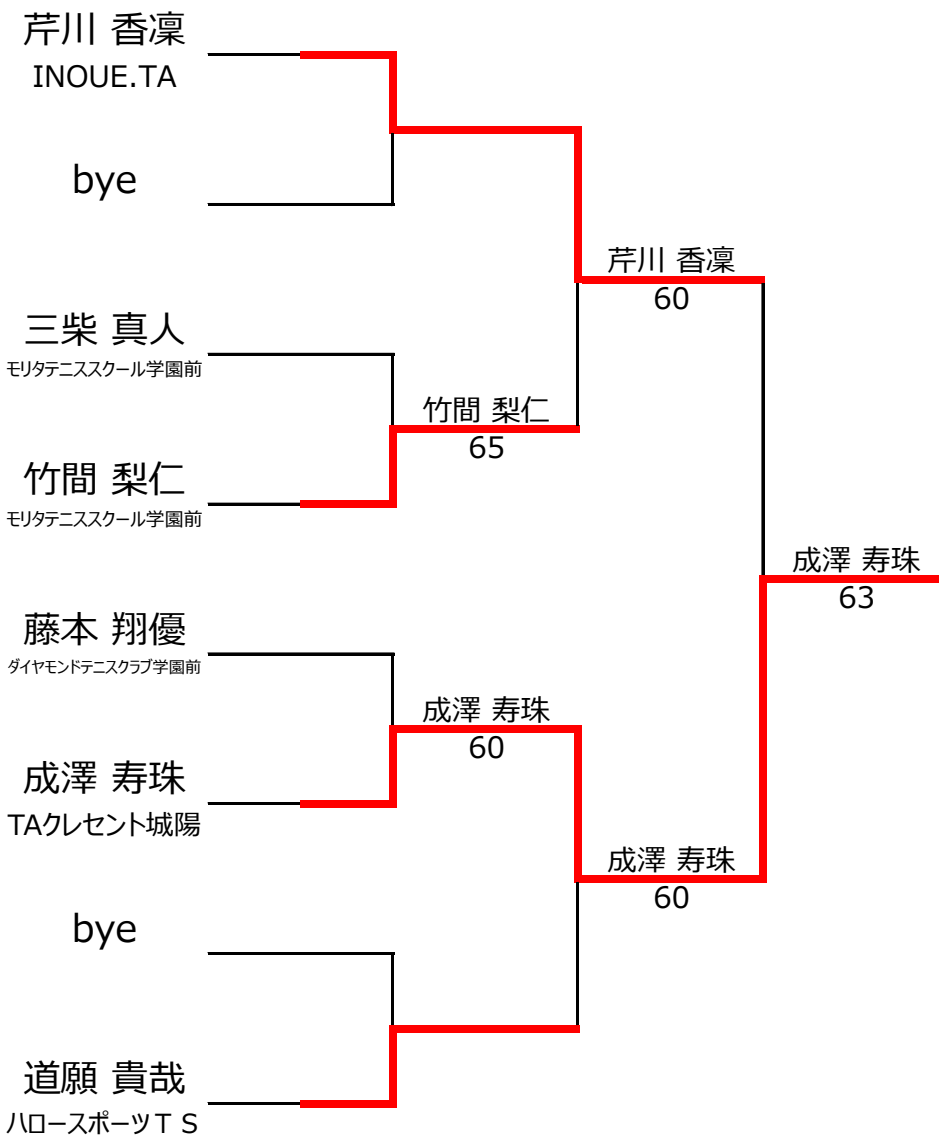 芹川 香凜
INOUE.TA
bye
芹川 香凜
60
三柴 真人
モリタテニススクール学園前
竹間 梨仁
65
竹間 梨仁
モリタテニススクール学園前
成澤 寿珠
63
藤本 翔優
ダイヤモンドテニスクラブ学園前
成澤 寿珠
60
成澤 寿珠
TAクレセント城陽
成澤 寿珠
60
bye
道願 貴哉
ハロースポーツＴＳ